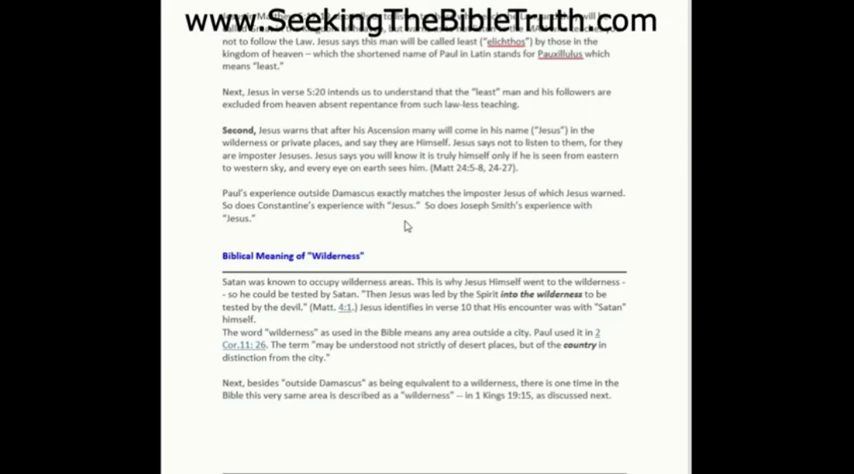 www.SeekingTheBibleTruth.com
not to follow the Law. Jesus says this man will be called least ("elichthos") by those in the
kingdom of heaven – which the shortened name of Paul in Latin stands for Pauxillulus which
means "least."
Next, Jesus in verse 5:20 intends us to understand that the "least" man and his followers are
excluded from heaven absent repentance from such law-less teaching.
Second, Jesus warns that after his Ascension many will come in his name ("Jesus") in the
wilderness or private places, and say they are Himself. Jesus says not to listen to them, for they
are imposter Jesuses. Jesus says you will know it is truly himself only if he is seen from eastern
to western sky, and every eye on earth sees him. (Matt 24:5-8, 24-27).
Paul's experience outside Damascus exactly matches the imposter Jesus of which Jesus warned.
So does Constantine's experience with "Jesus." So does Joseph Smith's experience with
"Jesus."
Biblical Meaning of "Wilderness"
Satan was known to occupy wilderness areas. This is why Jesus Himself went to the wilderness -
- so he could be tested by Satan. "Then Jesus was led by the Spirit into the wilderness to be
tested by the devil." (Matt. 4:1.) Jesus identifies in verse 10 that His encounter was with "Satan"
himself.
The word "wilderness" as used in the Bible means any area outside a city. Paul used it in 2
Cor.11: 26. The term "may be understood not strictly of desert places, but of the country in
distinction from the city."
Next, besides "outside Damascus" as being equivalent to a wilderness, there is one time in the
Bible this very same area is described as a "wilderness" -- in 1 Kings 19:15, as discussed next.